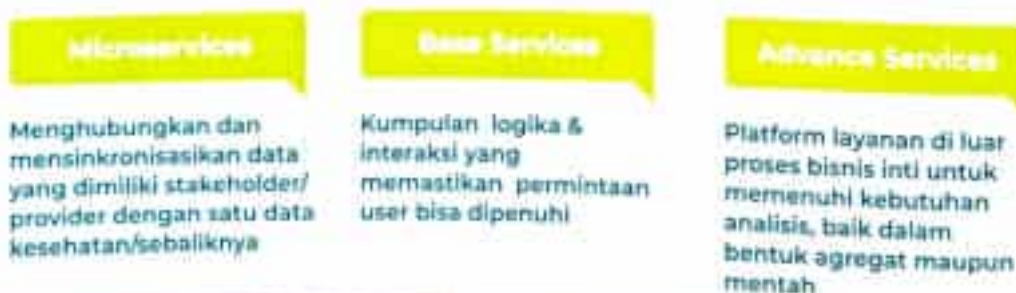 Microservices
Menghubungkan dan
mensinkronisasikan data
yang dimiliki stakeholder/
provider dengan satu data
kesehatan/sebaliknya
Base Services
Kumpulan logika &
interaksi yang
memastikan permintaan
user bisa dipenuhi
Advance Services
Platform layanan di luar
proses bisnis inti untuk
memenuhi kebutuhan
analisis, baik dalam
bentuk agregat maupun
mentah